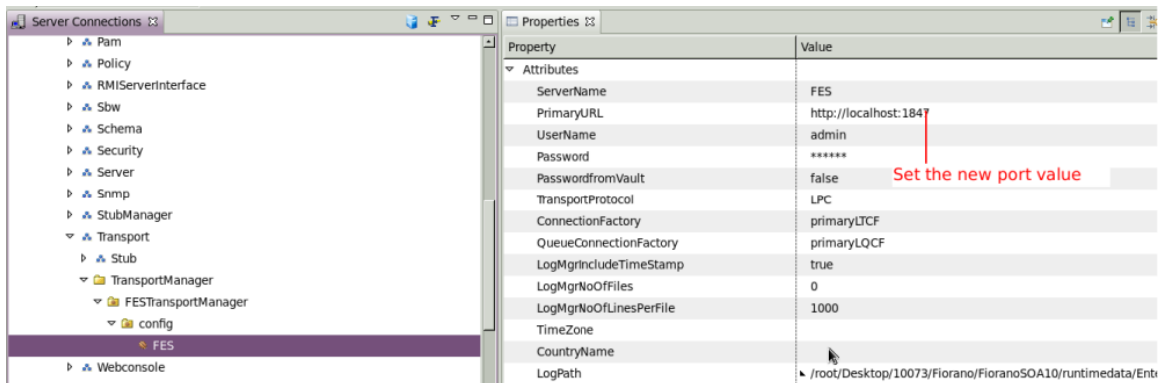 Server Connections
Pam
Policy
RMIServerInterface
Sbw
Schema
Security
Server
Snmp
StubManager
Transport
Stub
TransportManager
FESTransportManager
config
FES
Webconsole
Properties
Property Value
Attributes
ServerName FES
PrimaryURL http://localhost:1847
UserName admin
Password ******
PasswordfromVault false
Set the new port value
TransportProtocol LPC
ConnectionFactory primaryLTCF
QueueConnectionFactory primaryLQCF
LogMgrIncludeTimeStamp true
LogMgrNoOfFiles 0
LogMgrNoOfLinesPerFile 1000
TimeZone
CountryName
LogPath /root/Desktop/10073/Fiorano/FioranoSOA10/runtimedata/Ente